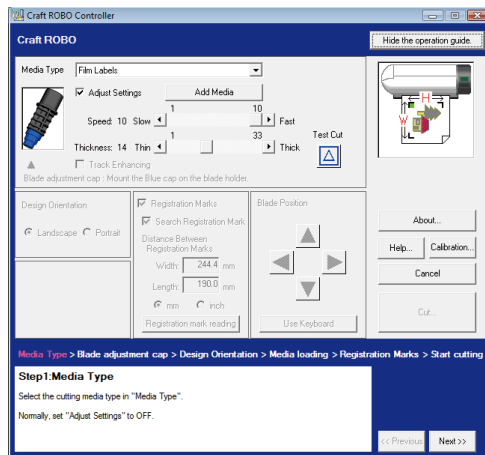 Craft ROBO Controller
Craft ROBO
Hide the operation guide.
Media Type
Film Labels
Adjust Settings
Add Media
1 10
Speed: 10 Slow Fast
1 33
Thickness: 14 Thin Thick
Test Cut
Track Enhancing
Blade adjustment cap : Mount the Blue cap on the blade holder.
H
W
Design Orientation
Landscape Portrait
Registration Marks
Search Registration Mark
Distance Between
Registration Marks
Width: 244.4 mm
Length: 190.0 mm
mm inch
Registration mark reading
Blade Position
Use Keyboard
About...
Help... Calibration...
Cancel
Cut...
Media Type > Blade adjustment cap > Design Orientation > Media loading > Registration Marks > Start cutting
Step1:Media Type
Select the cutting media type in "Media Type".
Normally, set "Adjust Settings" to OFF.
<< Previous Next >>